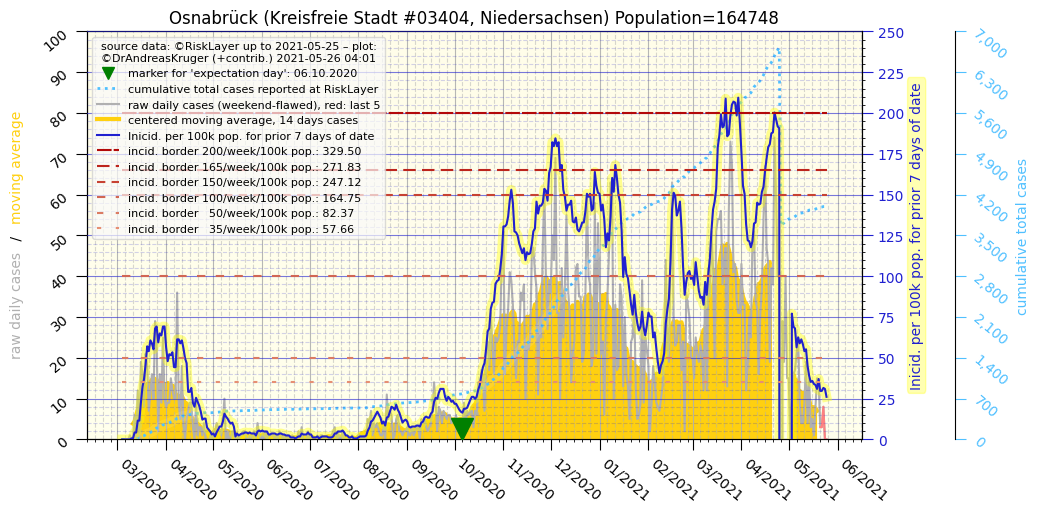 Osnabrück (Kreisfreie Stadt #03404, Niedersachsen) Population=164748
source data: ©RiskLayer up to 2021-05-25 – plot:
©DrAndreasKruger (+contrib.) 2021-05-26 04:01
marker for 'expectation day': 06.10.2020
cumulative total cases reported at RiskLayer
raw daily cases (weekend-flawed), red: last 5
centered moving average, 14 days cases
Inicid. per 100k pop. for prior 7 days of date
incid. border 200/week/100k pop.: 329.50
incid. border 165/week/100k pop.: 271.83
incid. border 150/week/100k pop.: 247.12
incid. border 100/week/100k pop.: 164.75
incid. border 50/week/100k pop.: 82.37
incid. border 35/week/100k pop.: 57.66
raw daily cases / moving average
100
90
80
70
60
50
40
30
20
10
0
250
225
200
175
150
125
100
75
50
25
0
Inicid. per 100k pop. for prior 7 days of date
7,000
6,300
5,600
4,900
4,200
3,500
2,800
2,100
1,400
700
0
cumulative total cases
03/2020
04/2020
05/2020
06/2020
07/2020
08/2020
09/2020
10/2020
11/2020
12/2020
01/2021
02/2021
03/2021
04/2021
05/2021
06/2021